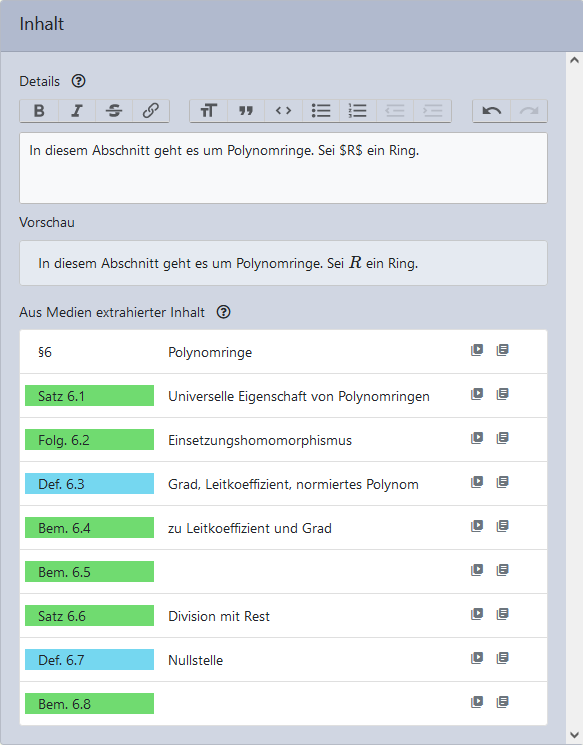 Inhalt
Details
In diesem Abschnitt geht es um Polynomringe. Sei $R$ ein Ring.
Vorschau
In diesem Abschnitt geht es um Polynomringe. Sei R ein Ring.
Aus Medien extrahierter Inhalt
§6 Polynomringe
Satz 6.1 Universelle Eigenschaft von Polynomringen
Folg. 6.2 Einsetzungshomomorphismus
Def. 6.3 Grad, Leitkoeffizient, normiertes Polynom
Bem. 6.4 zu Leitkoeffizient und Grad
Bem. 6.5
Satz 6.6 Division mit Rest
Def. 6.7 Nullstelle
Bem. 6.8